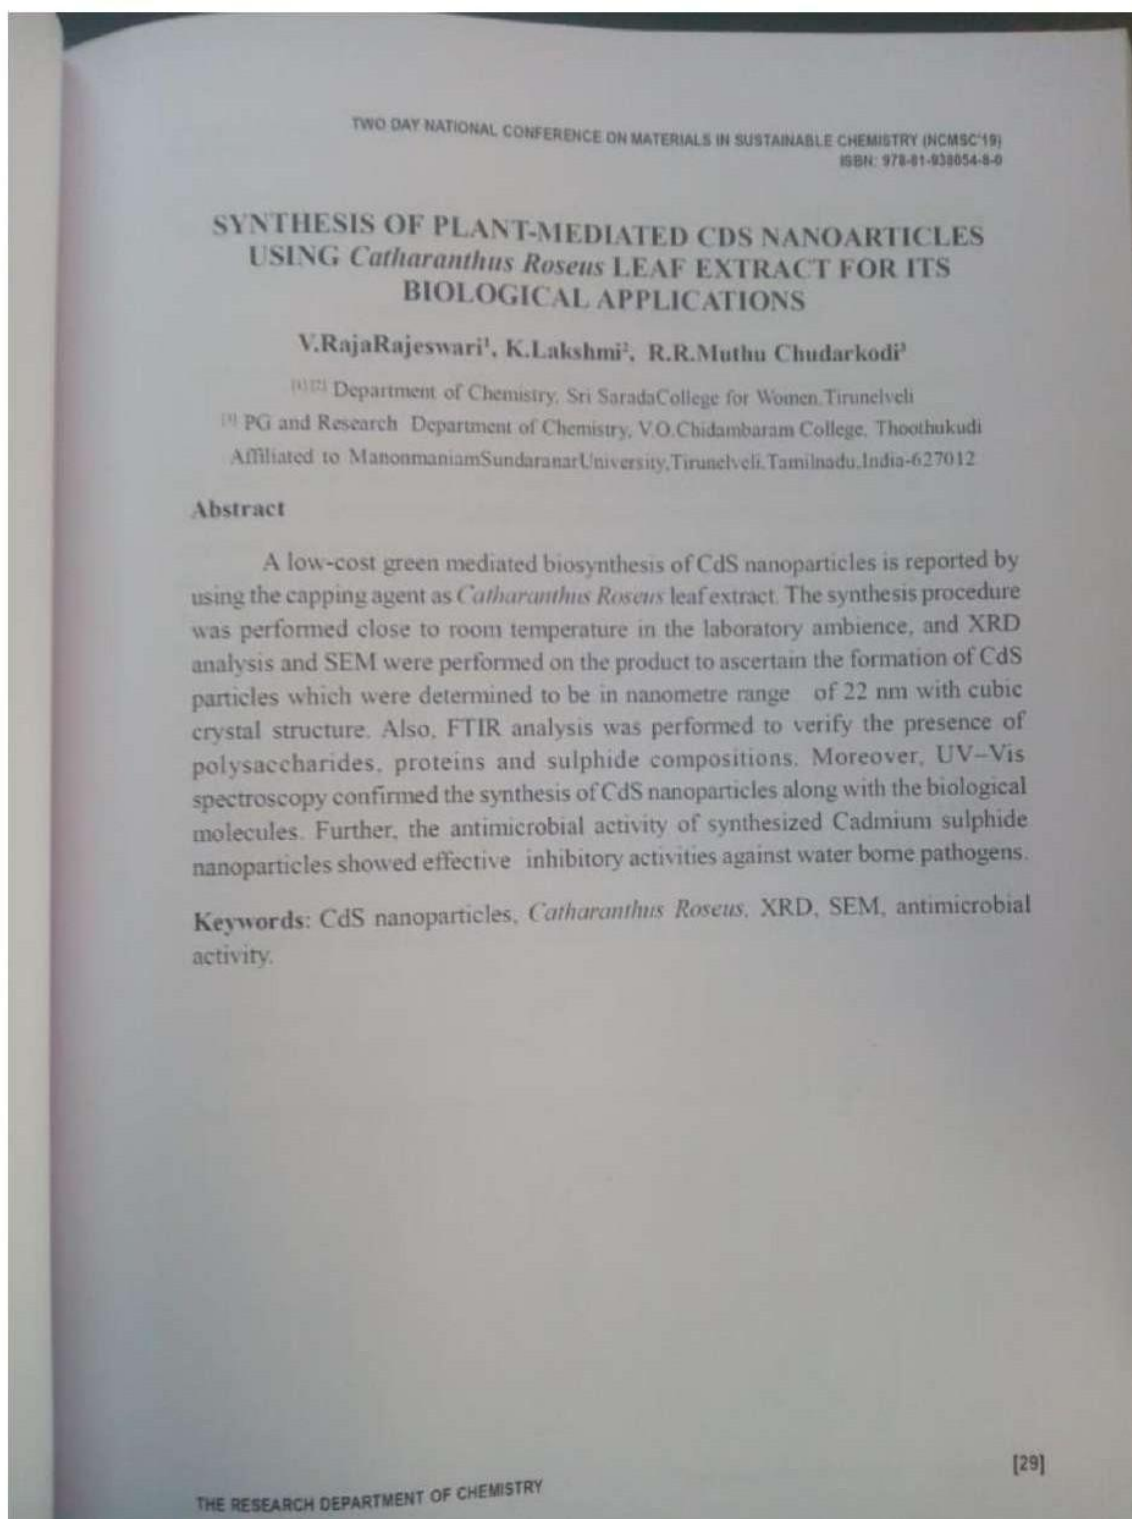 TWO DAY NATIONAL CONFERENCE ON MATERIALS IN SUSTAINABLE CHEMISTRY (NCMSC'19)
ISBN: 978-81-938054-8-0
SYNTHESIS OF PLANT-MEDIATED CDS NANOARTICLES
USING Catharanthus Roseus LEAF EXTRACT FOR ITS
BIOLOGICAL APPLICATIONS
V.RajaRajeswari¹, K.Lakshmi², R.R.Muthu Chudarkodi³
[1] [2] Department of Chemistry, Sri SaradaCollege for Women,Tirunelveli
[3] PG and Research Department of Chemistry, V.O.Chidambaram College, Thoothukudi
Affiliated to ManonmaniamSundaranarUniversity,Tirunelveli,Tamilnadu,India-627012
Abstract
A low-cost green mediated biosynthesis of CdS nanoparticles is reported by
using the capping agent as Catharanthus Roseus leaf extract. The synthesis procedure
was performed close to room temperature in the laboratory ambience, and XRD
analysis and SEM were performed on the product to ascertain the formation of CdS
particles which were determined to be in nanometre range of 22 nm with cubic
crystal structure. Also, FTIR analysis was performed to verify the presence of
polysaccharides, proteins and sulphide compositions. Moreover, UV–Vis
spectroscopy confirmed the synthesis of CdS nanoparticles along with the biological
molecules. Further, the antimicrobial activity of synthesized Cadmium sulphide
nanoparticles showed effective inhibitory activities against water borne pathogens.
Keywords: CdS nanoparticles, Catharanthus Roseus, XRD, SEM, antimicrobial
activity.
[29]
THE RESEARCH DEPARTMENT OF CHEMISTRY